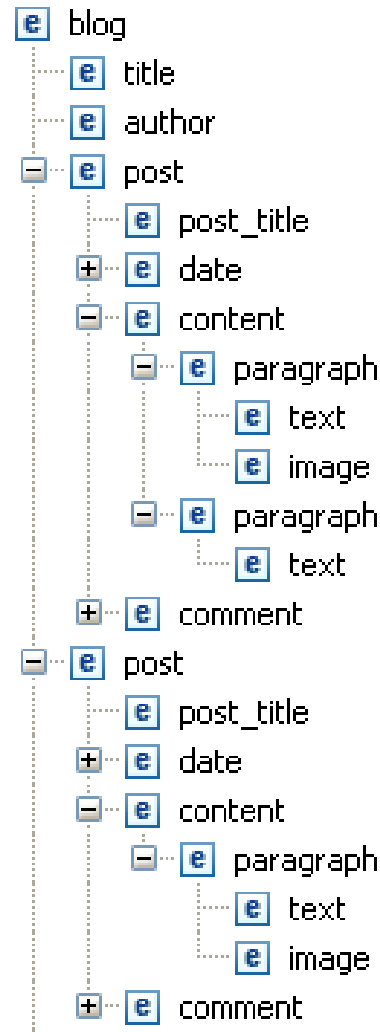 e blog
e title
e author
e post
e post_title
e date
e content
e paragraph
e text
e image
e paragraph
e text
e comment
e post
e post_title
e date
e content
e paragraph
e text
e image
e comment